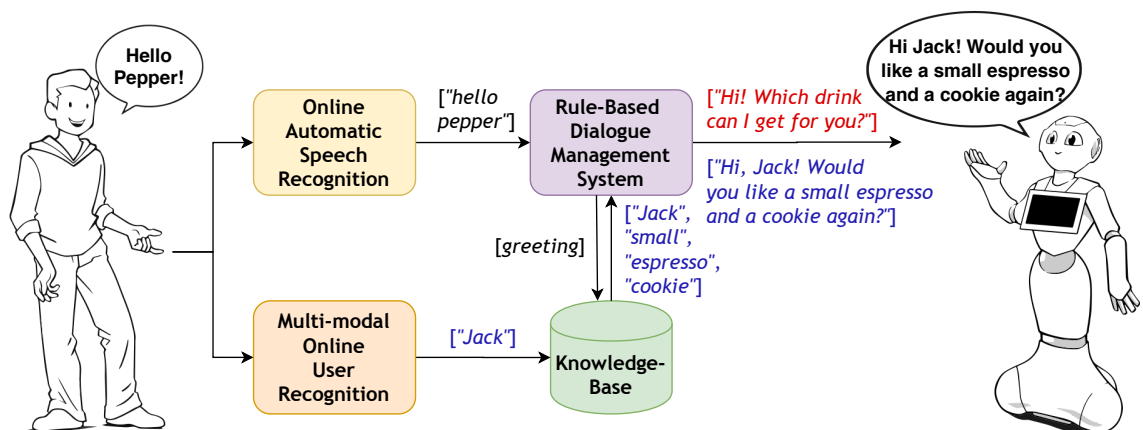 Hello
Pepper!
Online
Automatic
Speech
Recognition
["hello
pepper"]
Rule-Based
Dialogue
Management
System
["Hi! Which drink
can I get for you?"]
["Hi, Jack! Would
you like a small espresso
and a cookie again?"]
Hi Jack! Would you
like a small espresso
and a cookie again?
[greeting]
["Jack",
"small",
"espresso",
"cookie"]
Multi-modal
Online
User
Recognition
["Jack"]
Knowledge-
Base